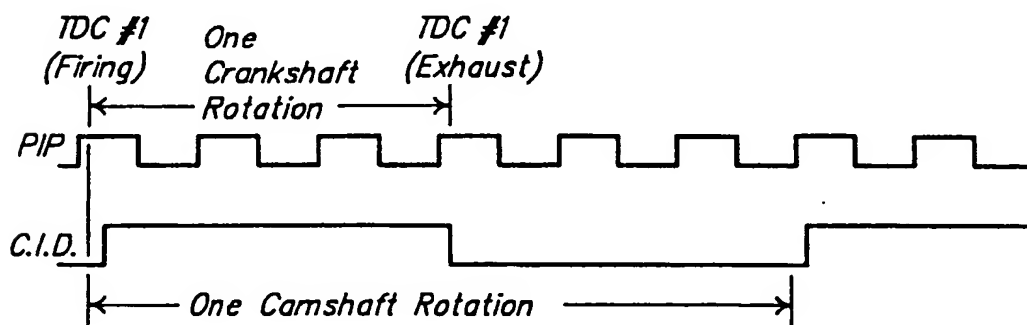 TDC #1
(Firing)
One
Crankshaft
Rotation
TDC #1
(Exhaust)
PIP
C.I.D.
One Camshaft Rotation